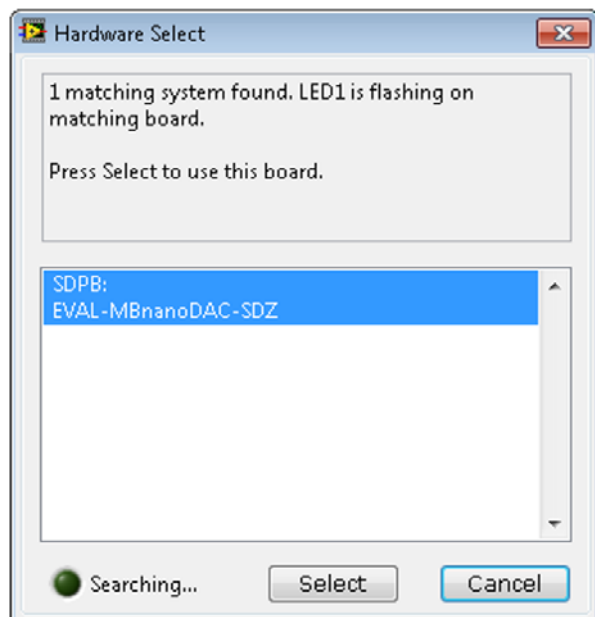 Hardware Select
1 matching system found. LED1 is flashing on
matching board.
Press Select to use this board.
SDPB:
EVAL-MBnanoDAC-SDZ
Searching...
Select
Cancel